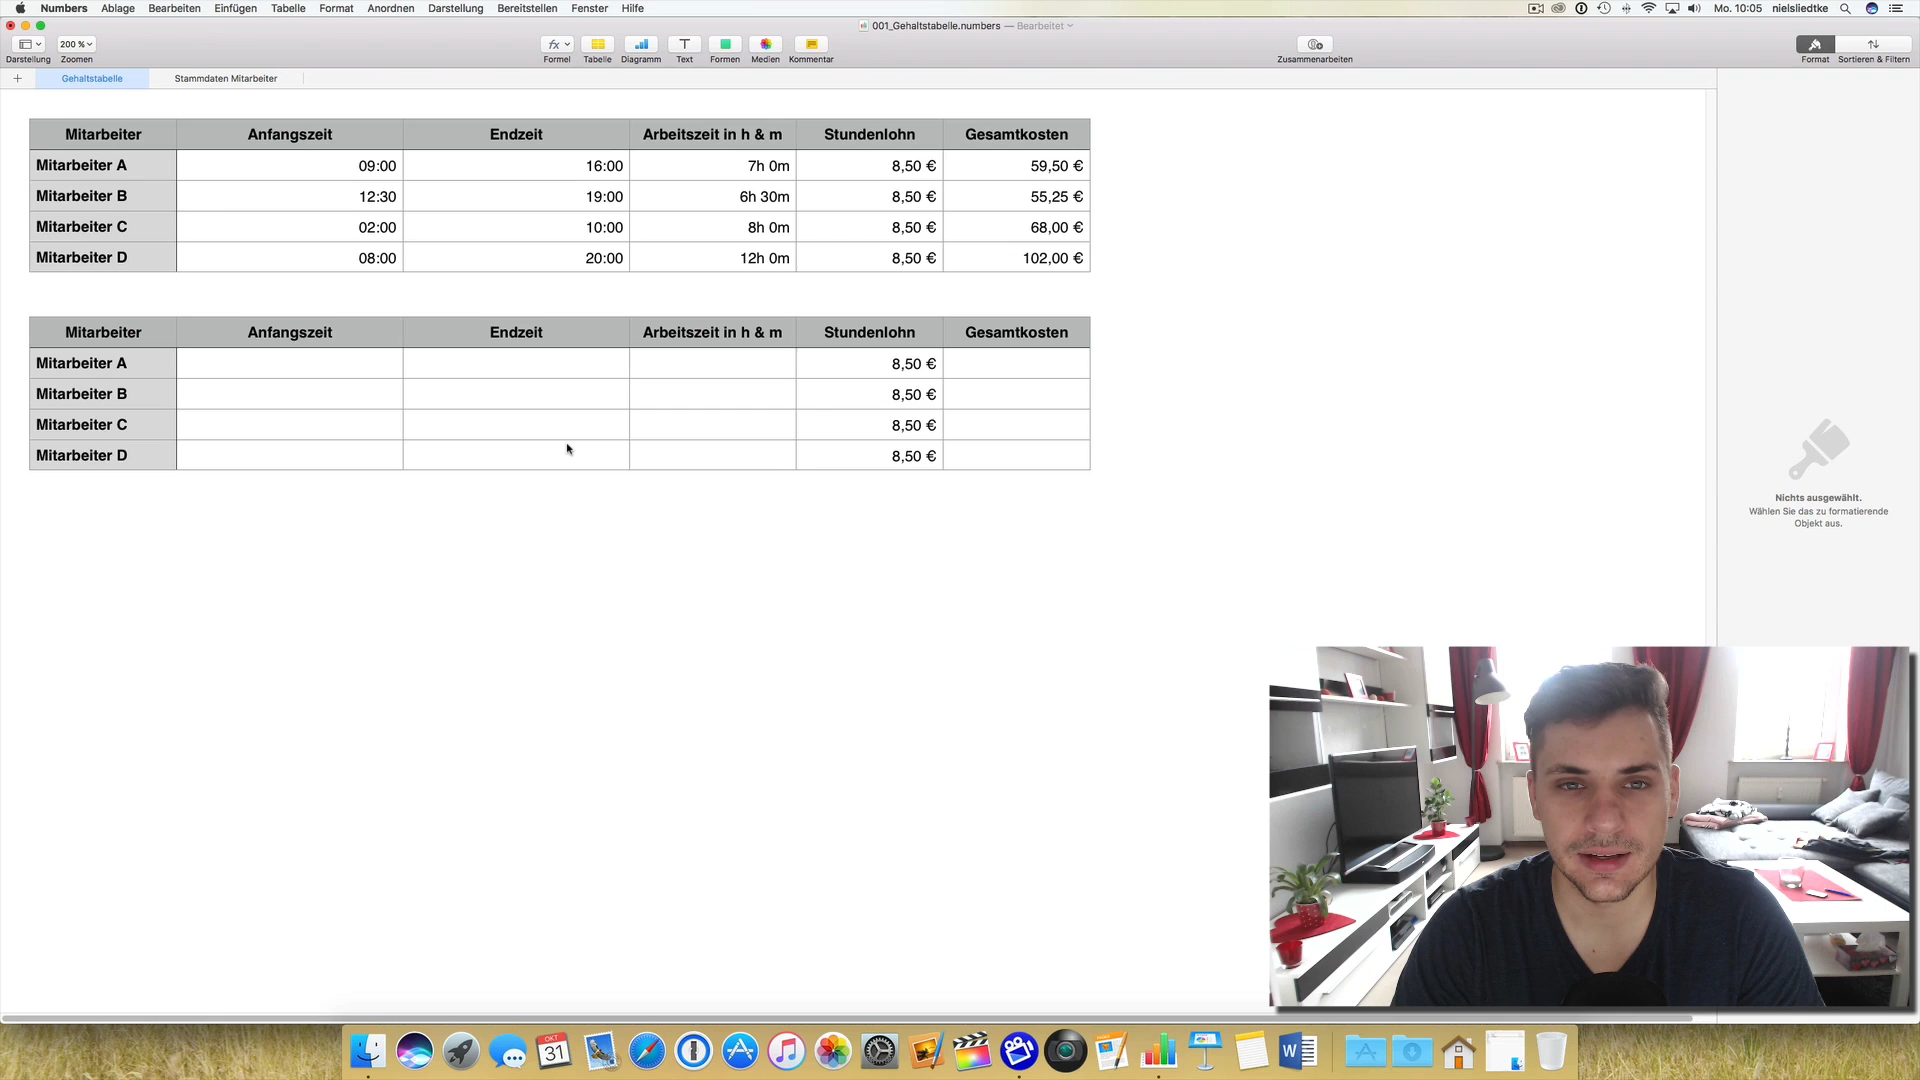 Numbers Ablage Bearbeiten Einfügen Tabelle Format Anordnen Darstellung Bereitstellen Fenster Hilfe Mo. 10:05 nielsliedtke
001_Gehaltstabelle.numbers — Bearbeitet
200 %
Darstellung Zoomen Formel Tabelle Diagramm Text Formen Medien Kommentar Zusammenarbeiten Format Sortieren & Filtern
Gehaltstabelle Stammdaten Mitarbeiter
Mitarbeiter Anfangszeit Endzeit Arbeitszeit in h & m Stundenlohn Gesamtkosten
Mitarbeiter A 09:00 16:00 7h 0m 8,50 € 59,50 €
Mitarbeiter B 12:30 19:00 6h 30m 8,50 € 55,25 €
Mitarbeiter C 02:00 10:00 8h 0m 8,50 € 68,00 €
Mitarbeiter D 08:00 20:00 12h 0m 8,50 € 102,00 €
Mitarbeiter Anfangszeit Endzeit Arbeitszeit in h & m Stundenlohn Gesamtkosten
Mitarbeiter A 8,50 €
Mitarbeiter B 8,50 €
Mitarbeiter C 8,50 €
Mitarbeiter D 8,50 €
Nichts ausgewählt.
Wählen Sie das zu formatierende
Objekt aus.
OKT
31
W